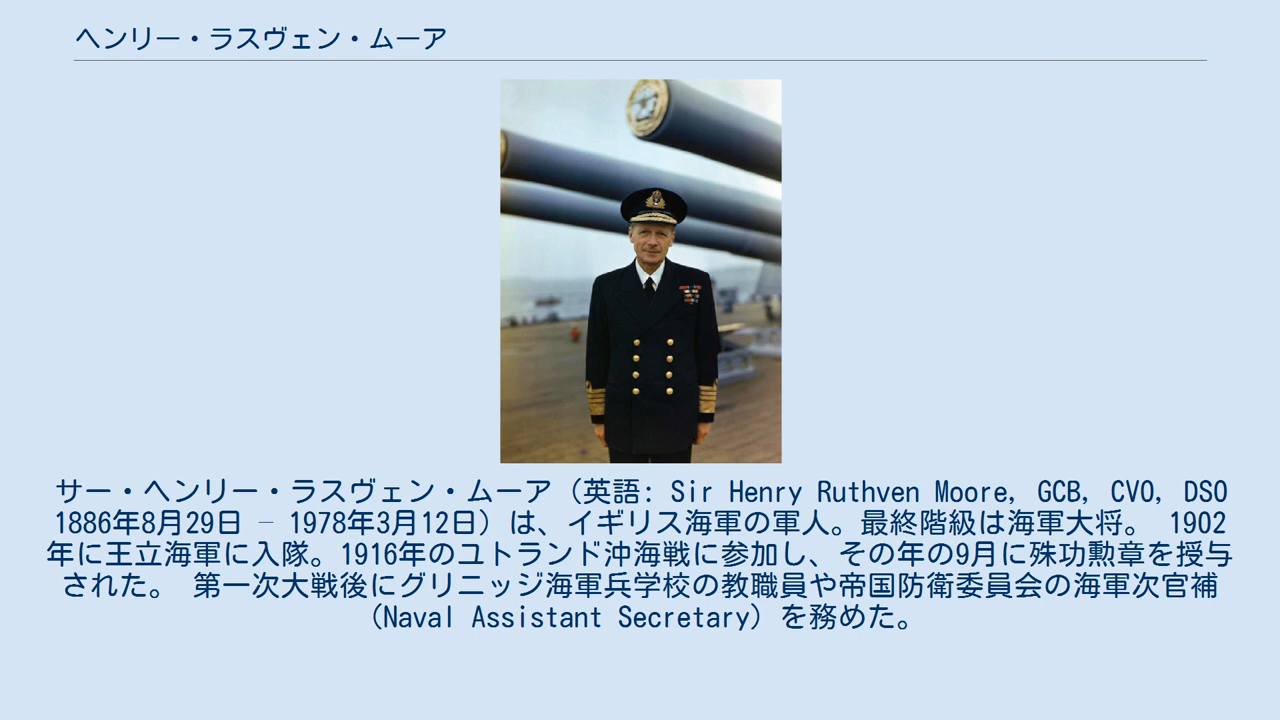 ヘンリー・ラスヴェン・ムーア
サー・ヘンリー・ラスヴェン・ムーア（英語: Sir Henry Ruthven Moore, GCB, CVO, DSO
1886年8月29日 – 1978年3月12日）は、イギリス海軍の軍人。最終階級は海軍大将。 1902
年に王立海軍に入隊。1916年のユトランド沖海戦に参加し、その年の9月に殊功勲章を授与
された。 第一次大戦後にグリニッジ海軍兵学校の教職員や帝国防衛委員会の海軍次官補
（Naval Assistant Secretary）を務めた。